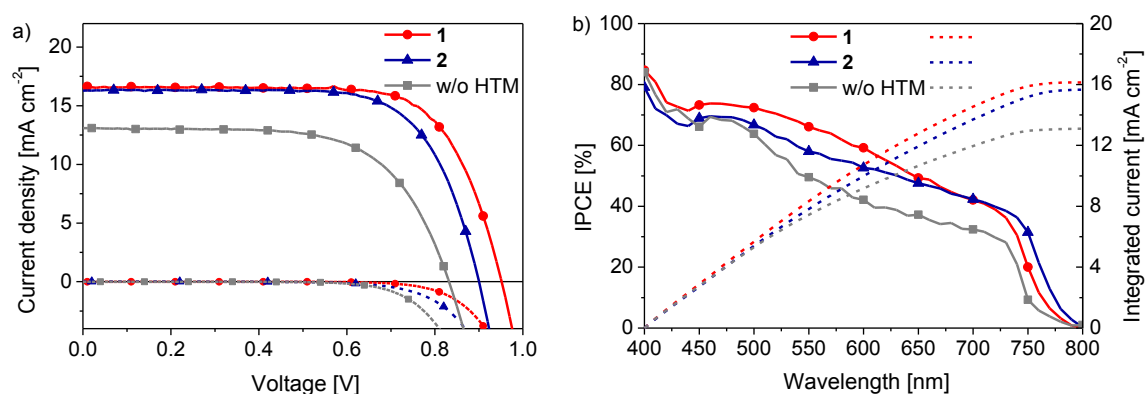 a)
1
2
w/o HTM
20
15
10
5
0
0.0 0.2 0.4 0.6 0.8 1.0
Voltage [V]
Current density [mA cm-2]
b)
1
2
w/o HTM
100
80
60
40
20
0
400 450 500 550 600 650 700 750 800
Wavelength [nm]
IPCE [%]
20
16
12
8
4
0
Integrated current [mA cm-2]